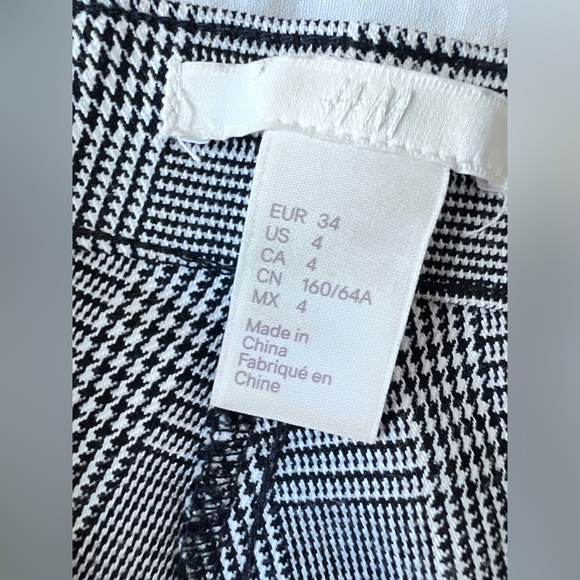 H&M
EUR 34
US 4
CA 4
CN 160/64A
MX 4
Made in
China
Fabriqué en
Chine